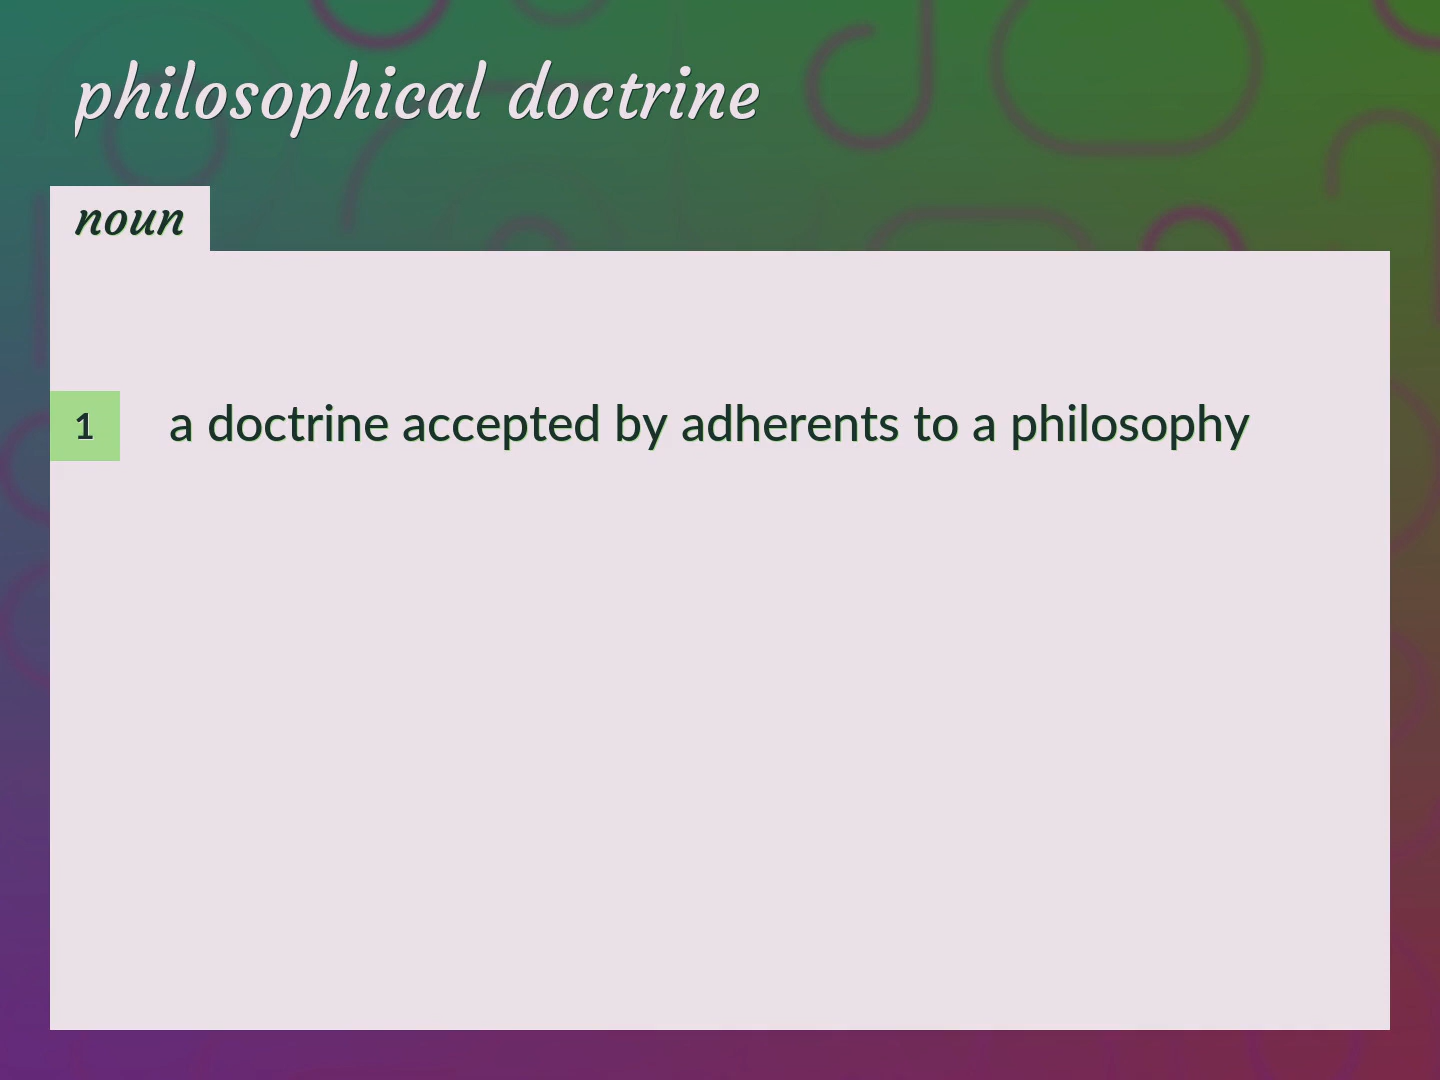 philosophical doctrine
noun
1 a doctrine accepted by adherents to a philosophy